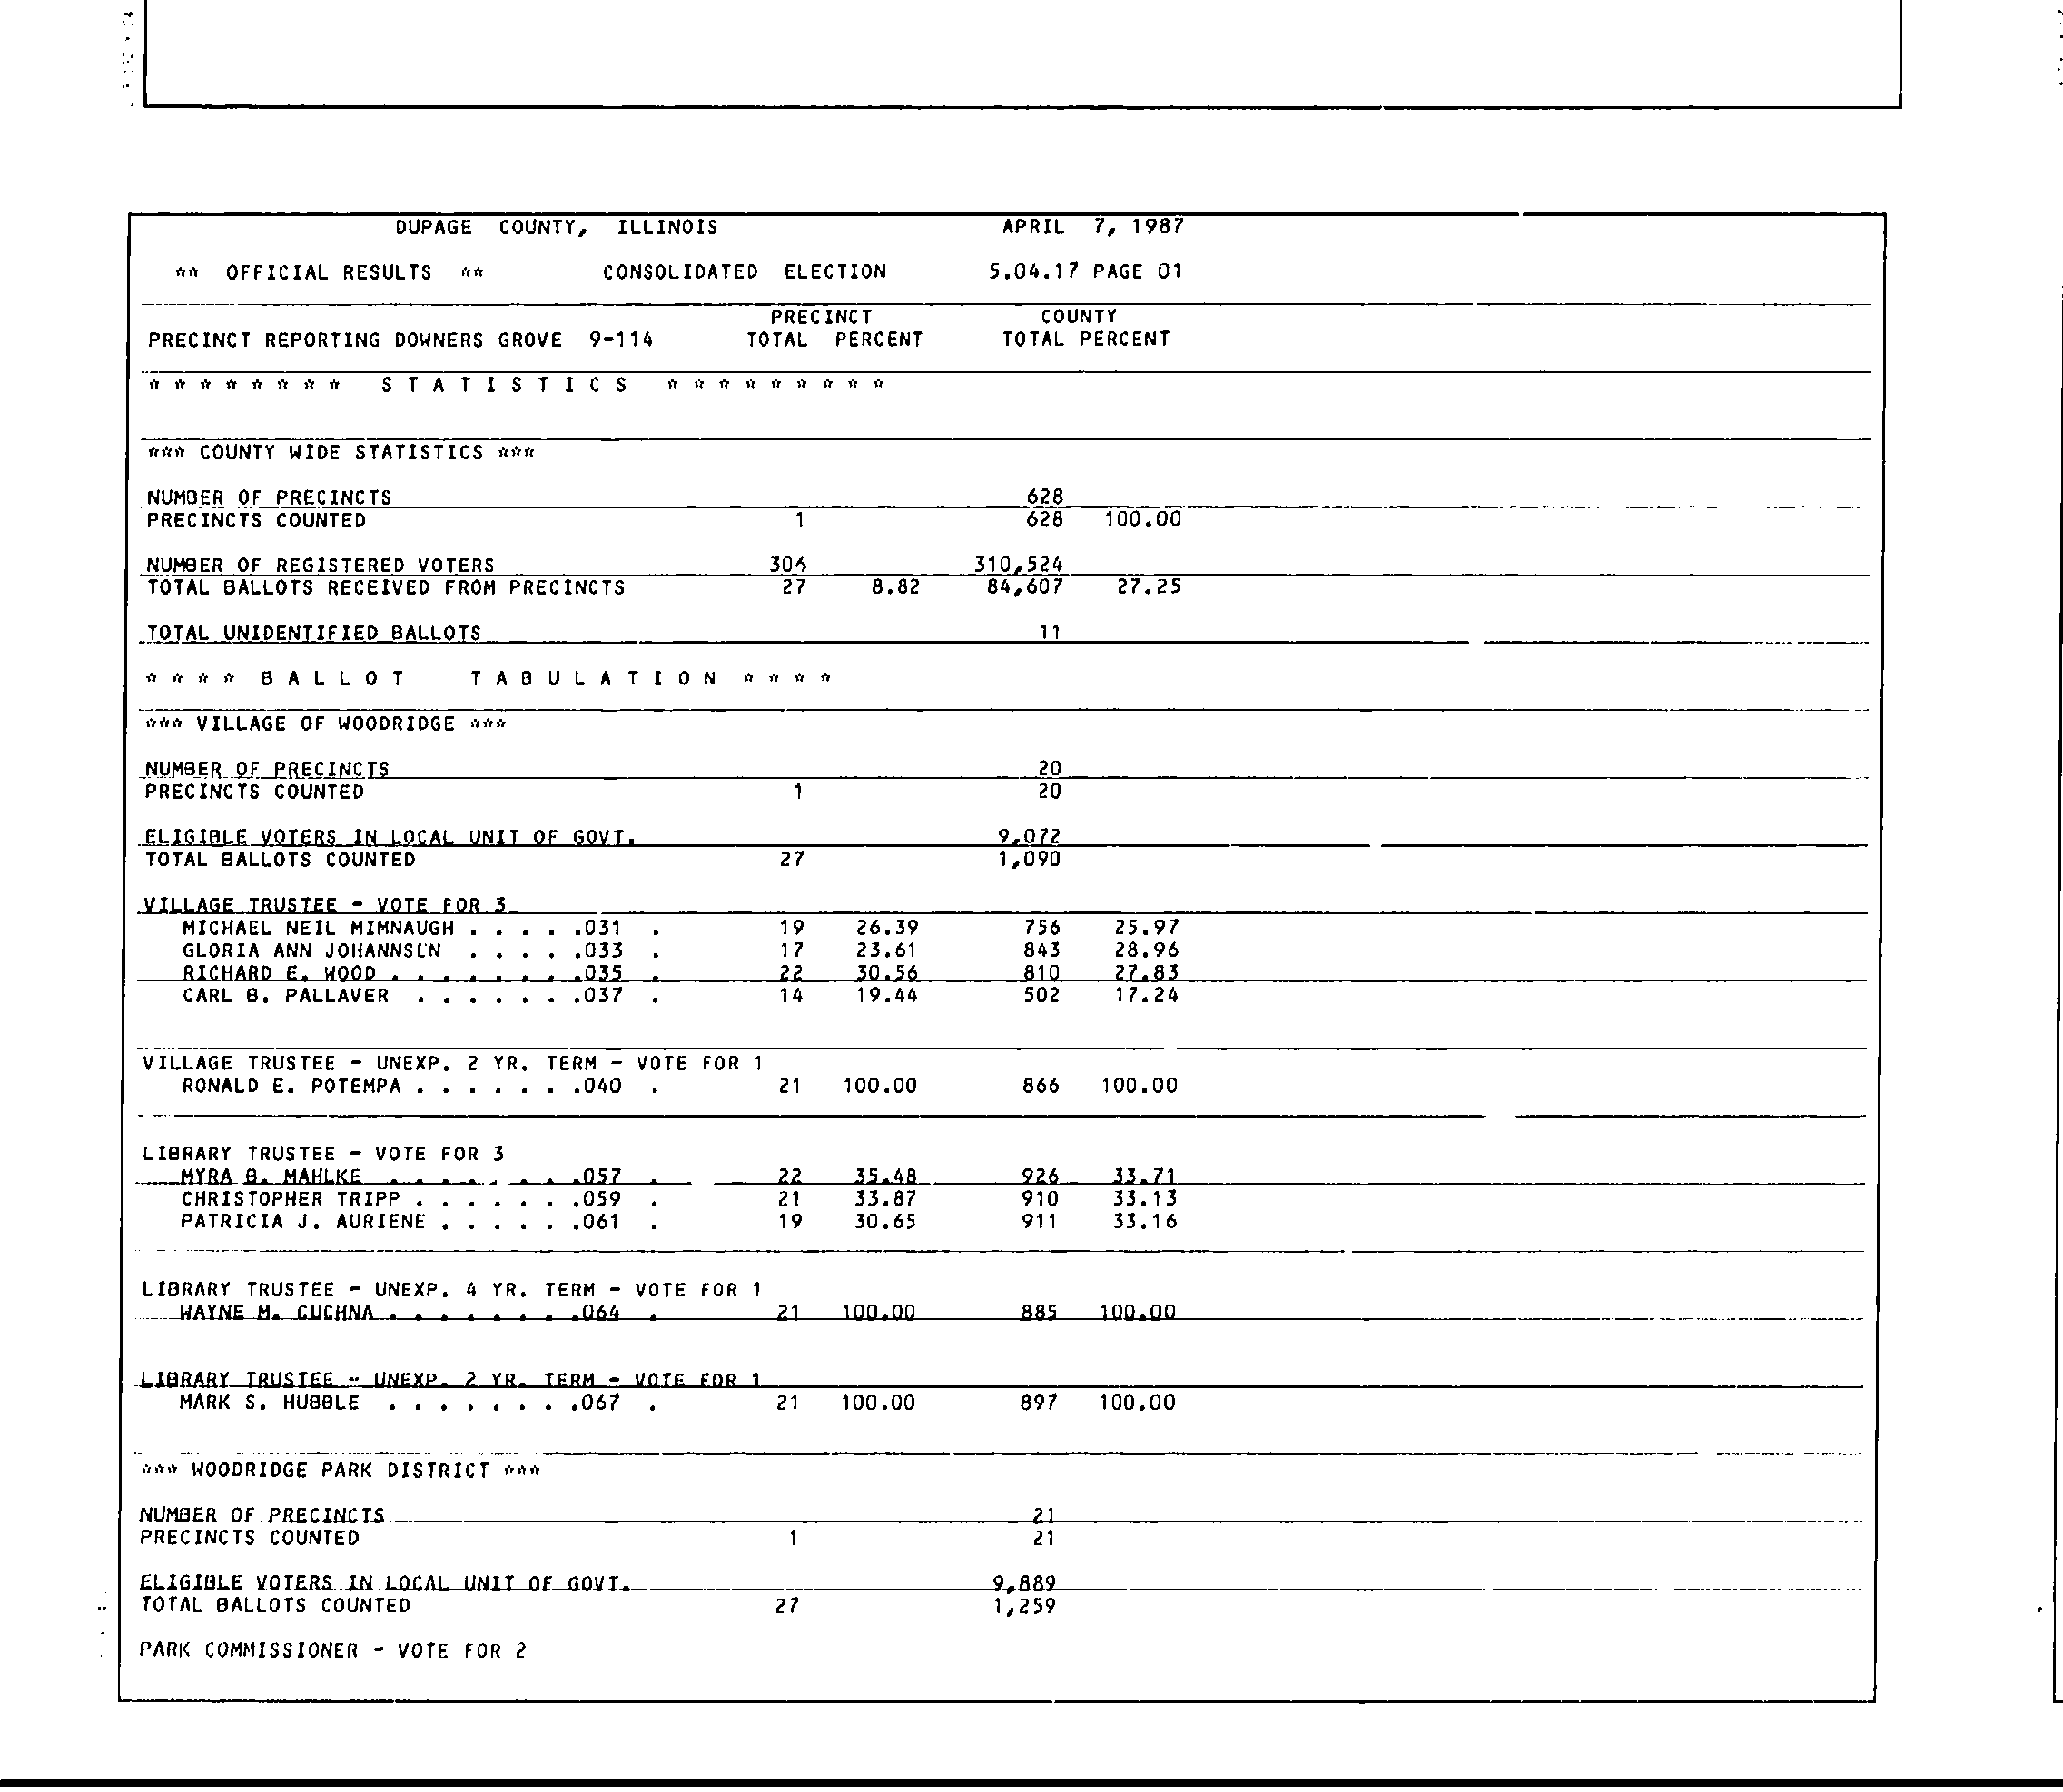 DUPAGE COUNTY, ILLINOIS APRIL 7, 1987
** OFFICIAL RESULTS ** CONSOLIDATED ELECTION 5.04.17 PAGE 01
PRECINCT COUNTY
PRECINCT REPORTING DOWNERS GROVE 9-114 TOTAL PERCENT TOTAL PERCENT
* * * * * * * * S T A T I S T I C S * * * * * * * * *
*** COUNTY WIDE STATISTICS ***
NUMBER OF PRECINCTS 628
PRECINCTS COUNTED 1 628 100.00
NUMBER OF REGISTERED VOTERS 306 310,524
TOTAL BALLOTS RECEIVED FROM PRECINCTS 27 8.82 84,607 27.25
TOTAL UNIDENTIFIED BALLOTS 11
* * * * B A L L O T T A B U L A T I O N * * * *
*** VILLAGE OF WOODRIDGE ***
NUMBER OF PRECINCTS 20
PRECINCTS COUNTED 1 20
ELIGIBLE VOTERS IN LOCAL UNIT OF GOVT. 9,072
TOTAL BALLOTS COUNTED 27 1,090
VILLAGE TRUSTEE - VOTE FOR 3
MICHAEL NEIL MIMNAUGH . . . . .031 . 19 26.39 756 25.97
GLORIA ANN JOHANNSEN . . . . .033 . 17 23.61 843 28.96
RICHARD E. WOOD . . . . . . . .035 . 22 30.56 810 27.83
CARL B. PALLAVER . . . . . . .037 . 14 19.44 502 17.24
VILLAGE TRUSTEE - UNEXP. 2 YR. TERM - VOTE FOR 1
RONALD E. POTEMPA . . . . . . .040 . 21 100.00 866 100.00
LIBRARY TRUSTEE - VOTE FOR 3
MYRA B. MAHLKE . . . . . . . .057 . 22 35.48 926 33.71
CHRISTOPHER TRIPP . . . . . . .059 . 21 33.87 910 33.13
PATRICIA J. AURIENE . . . . . .061 . 19 30.65 911 33.16
LIBRARY TRUSTEE - UNEXP. 4 YR. TERM - VOTE FOR 1
WAYNE M. CUCHNA . . . . . . . .064 . 21 100.00 885 100.00
LIBRARY TRUSTEE - UNEXP. 2 YR. TERM - VOTE FOR 1
MARK S. HUBBLE . . . . . . . .067 . 21 100.00 897 100.00
*** WOODRIDGE PARK DISTRICT ***
NUMBER OF PRECINCTS 21
PRECINCTS COUNTED 1 21
ELIGIBLE VOTERS IN LOCAL UNIT OF GOVT. 9,889
TOTAL BALLOTS COUNTED 27 1,259
PARK COMMISSIONER - VOTE FOR 2